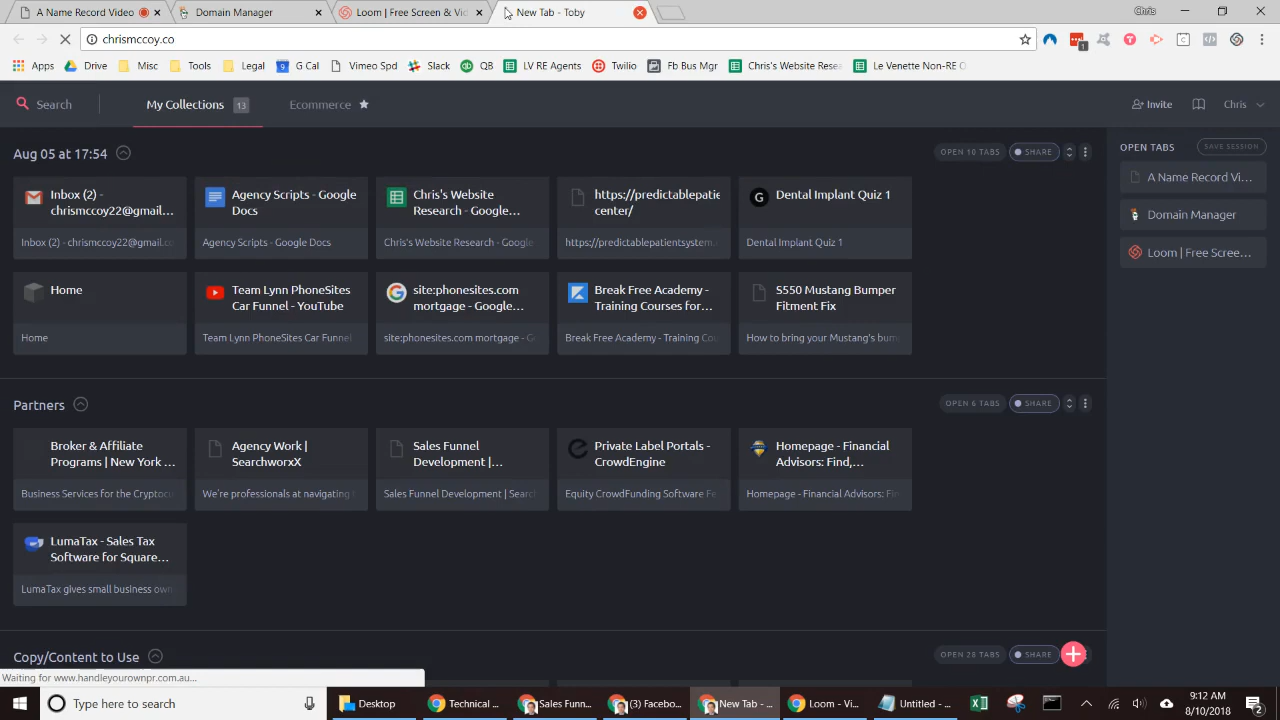 A Name Record Video
Domain Manager
Loom | Free Screen & Vid
New Tab - Toby
Chris
chrismccoy.co
1
Apps
Drive
Misc
Tools
Legal
9
G Cal
Vimeo Spd
Slack
QB
LV RE Agents
Twilio
Fb Bus Mgr
Chris's Website Resea
Le Venette Non-RE
Search
My Collections 13
Ecommerce
Invite
Chris
Aug 05 at 17:54
OPEN 10 TABS
SHARE
OPEN TABS
SAVE SESSION
Inbox (2) -
chrismccoy22@gmail...
Inbox (2) - chrismccoy22@gmail.c
Agency Scripts - Google
Docs
Agency Scripts - Google Docs
Chris's Website
Research - Google...
Chris's Website Research - Google
https://predictablepatie
center/
https://predictablepatientsystem.
G
Dental Implant Quiz 1
Dental Implant Quiz 1
A Name Record Vi...
Domain Manager
Loom | Free Scree...
Home
Home
Team Lynn PhoneSites
Car Funnel - YouTube
Team Lynn PhoneSites Car Funnel
site:phonesites.com
mortgage - Google...
site:phonesites.com mortgage - G
Break Free Academy -
Training Courses for...
Break Free Academy - Training Cou
S550 Mustang Bumper
Fitment Fix
How to bring your Mustang's bum
Partners
OPEN 6 TABS
SHARE
Broker & Affiliate
Programs | New York ...
Business Services for the Cryptocu
Agency Work |
SearchworxX
We're professionals at navigating
Sales Funnel
Development |...
Sales Funnel Development | Sear
Private Label Portals -
CrowdEngine
Equity CrowdFunding Software Fe
Homepage - Financial
Advisors: Find,...
Homepage - Financial Advisors: Fin
LumaTax - Sales Tax
Software for Square...
LumaTax gives small business own
Copy/Content to Use
OPEN 28 TABS
SHARE
Waiting for www.handleyourownpr.com.au...
Type here to search
Desktop
Technical ...
Sales Funn...
(3) Facebo...
New Tab - ...
Loom - Vi...
Untitled - ...
9:12 AM
8/10/2018
2